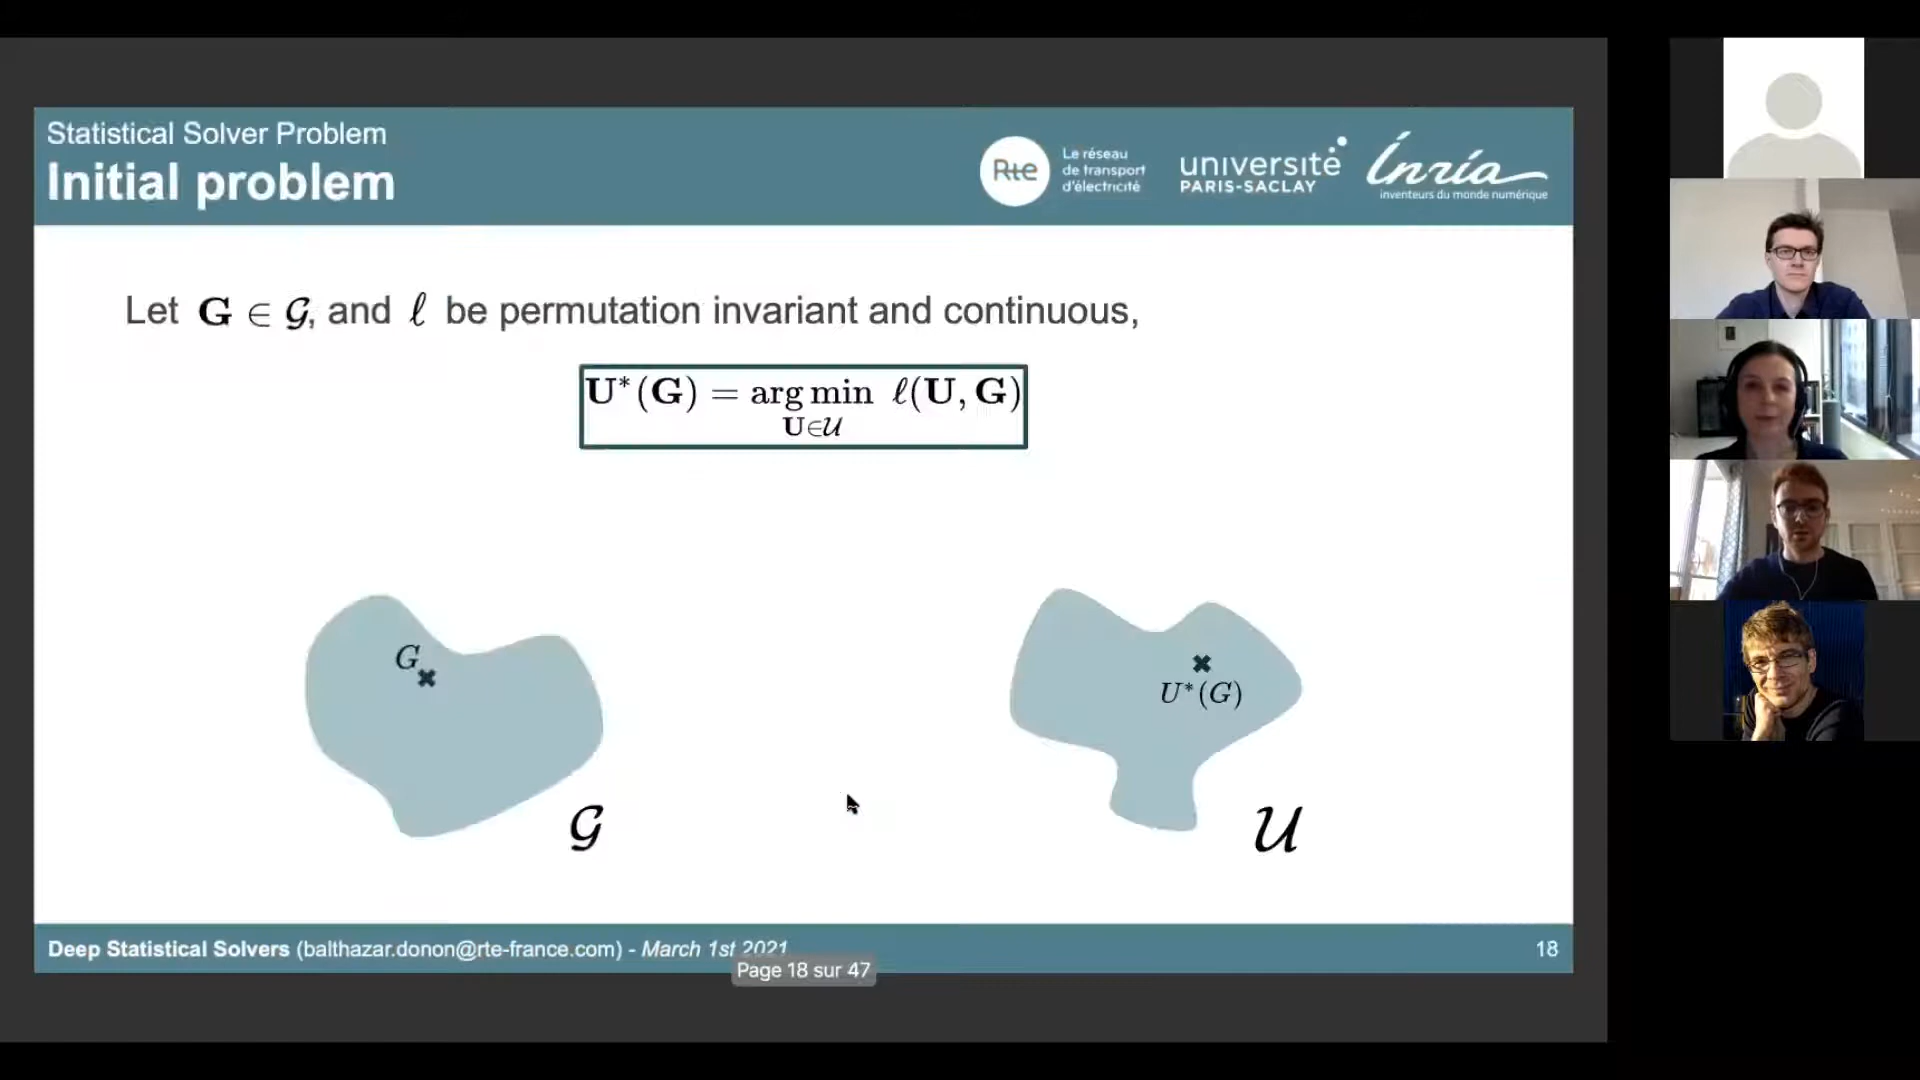 Statistical Solver Problem
Initial problem
Rte
Le réseau
de transport
d'électricité
université
PARIS-SACLAY
Inria
inventeurs du monde numérique
Let G ∈ 𝒢, and ℓ be permutation invariant and continuous,
U*(G) = arg min ℓ(U, G)
U∈𝒰
G
U*(G)
𝒢
𝒰
Deep Statistical Solvers (balthazar.donon@rte-france.com) - March 1st 2021
18
Page 18 sur 47